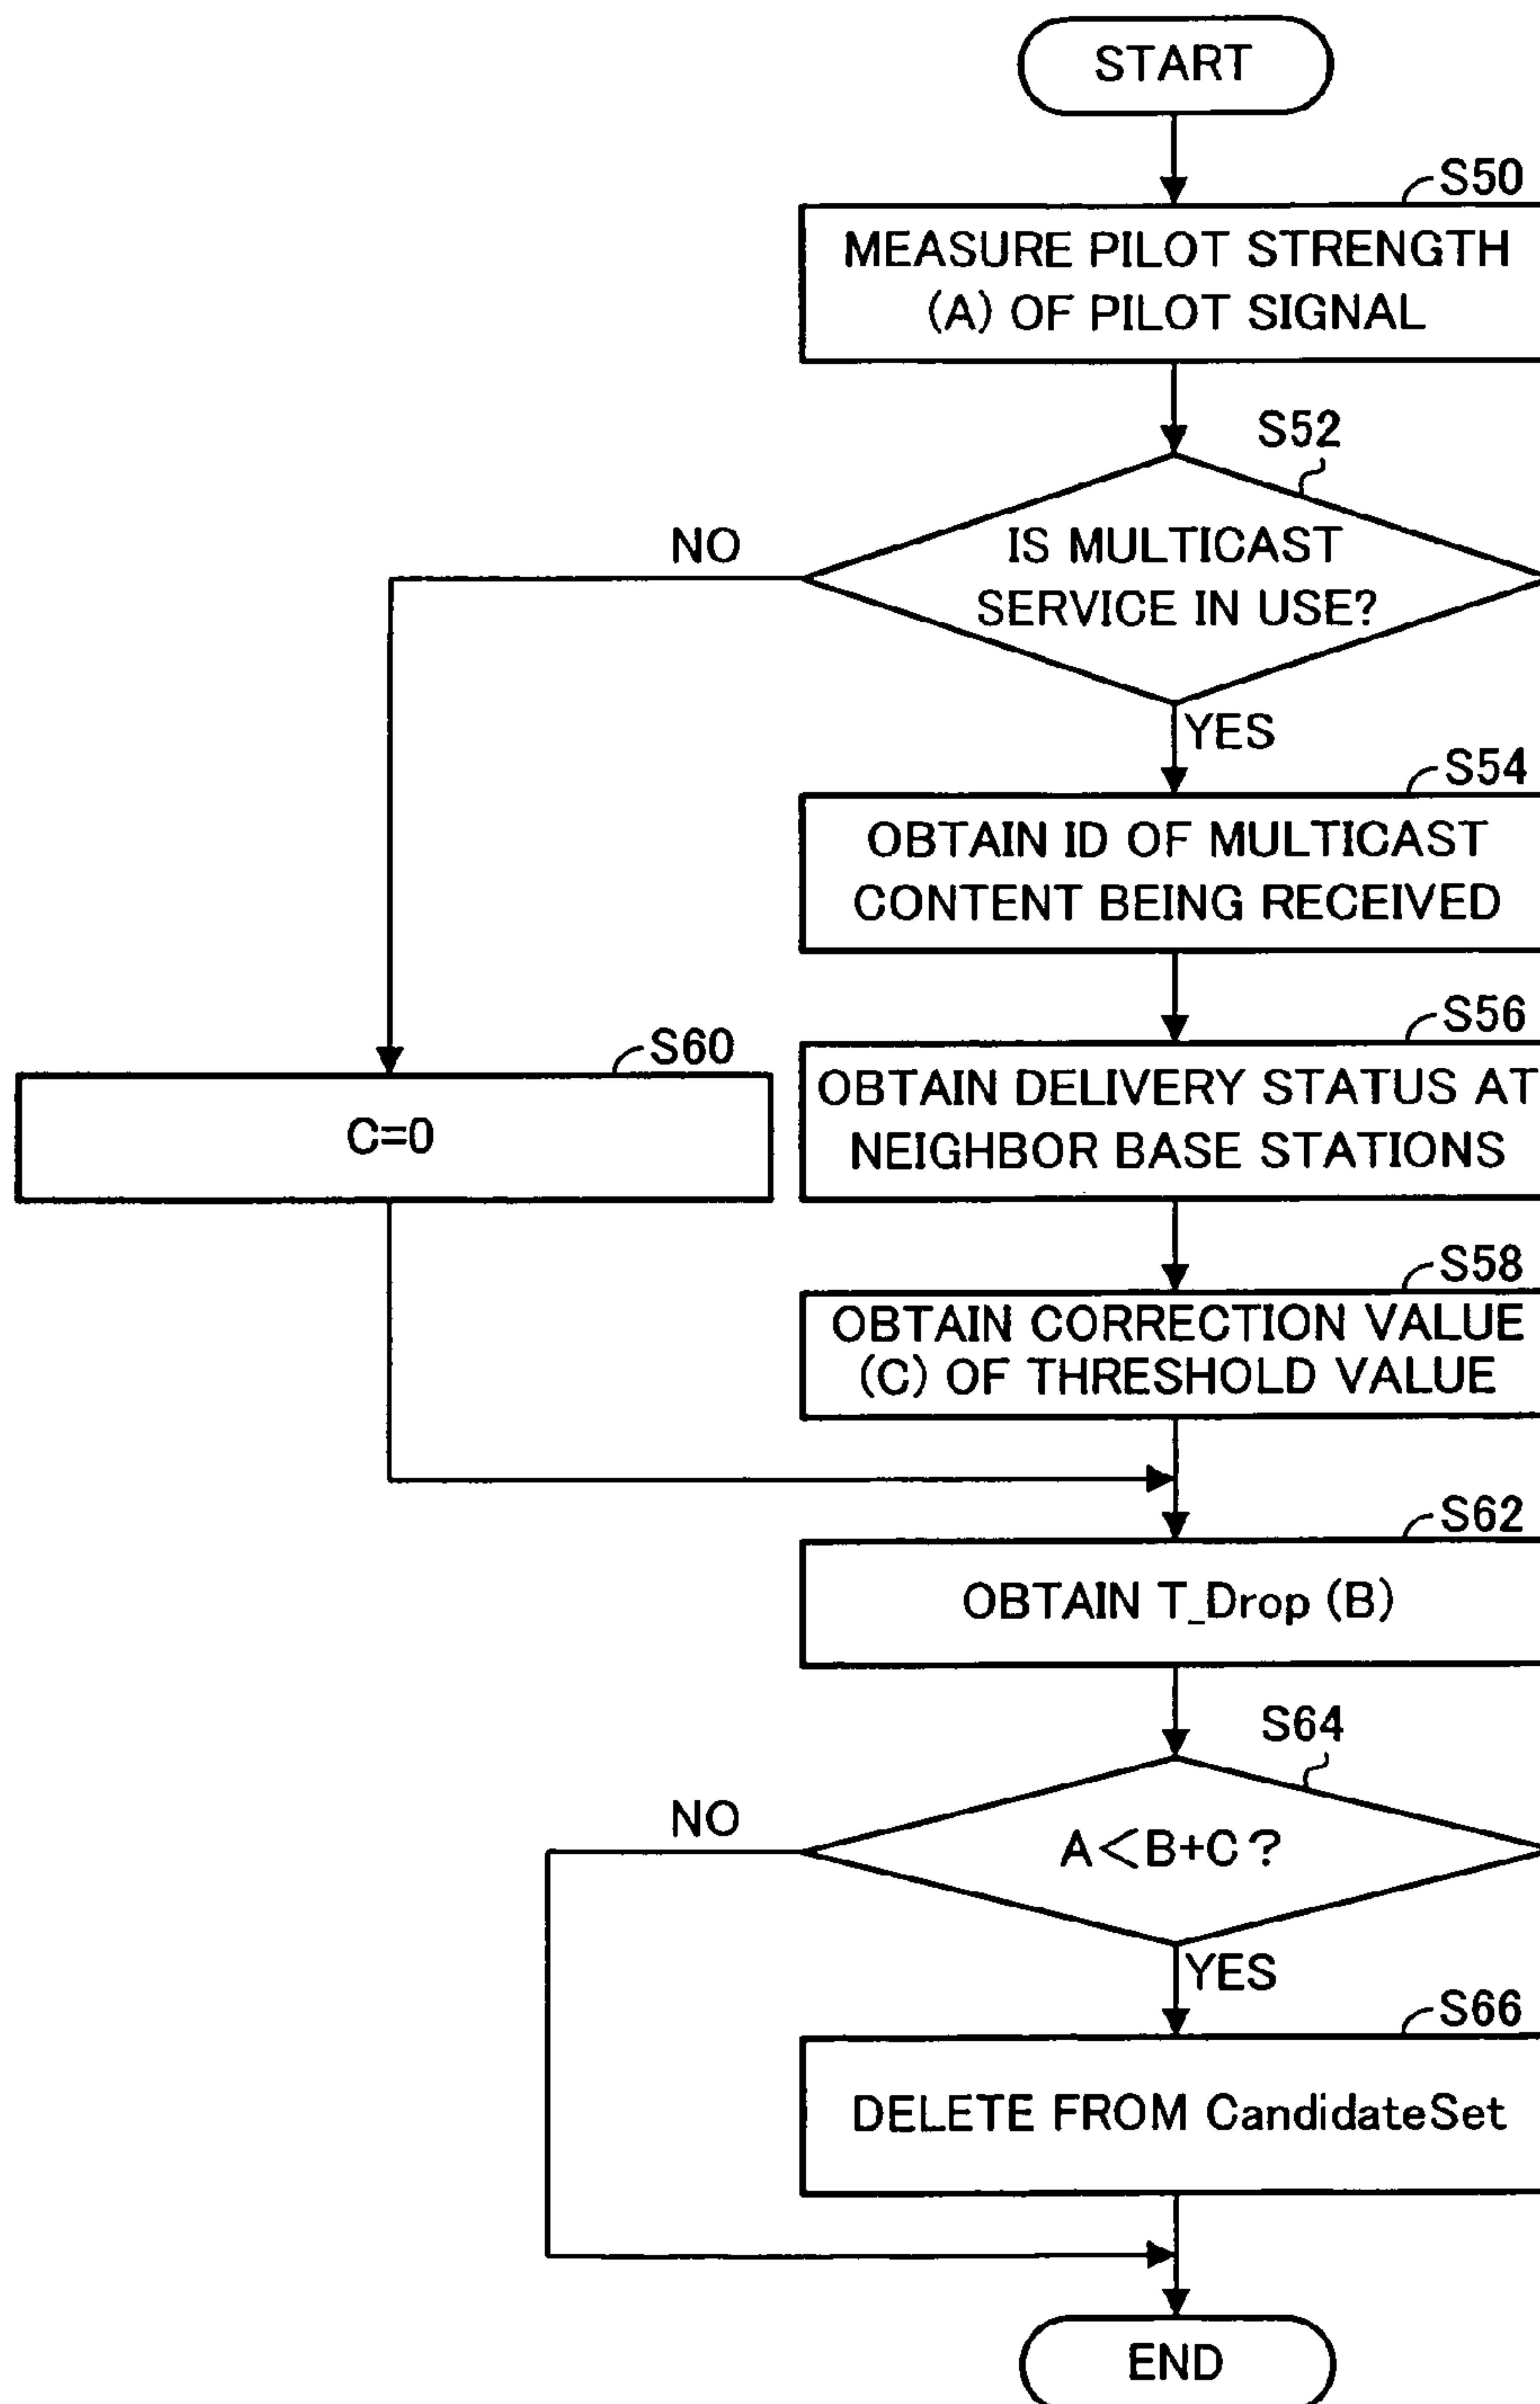 START
S50
MEASURE PILOT STRENGTH
(A) OF PILOT SIGNAL
S52
IS MULTICAST
SERVICE IN USE?
NO
YES
S54
OBTAIN ID OF MULTICAST
CONTENT BEING RECEIVED
S56
OBTAIN DELIVERY STATUS AT
NEIGHBOR BASE STATIONS
S60
C=0
S58
OBTAIN CORRECTION VALUE
(C) OF THRESHOLD VALUE
S62
OBTAIN T_Drop (B)
S64
A<B+C?
NO
YES
S66
DELETE FROM CandidateSet
END